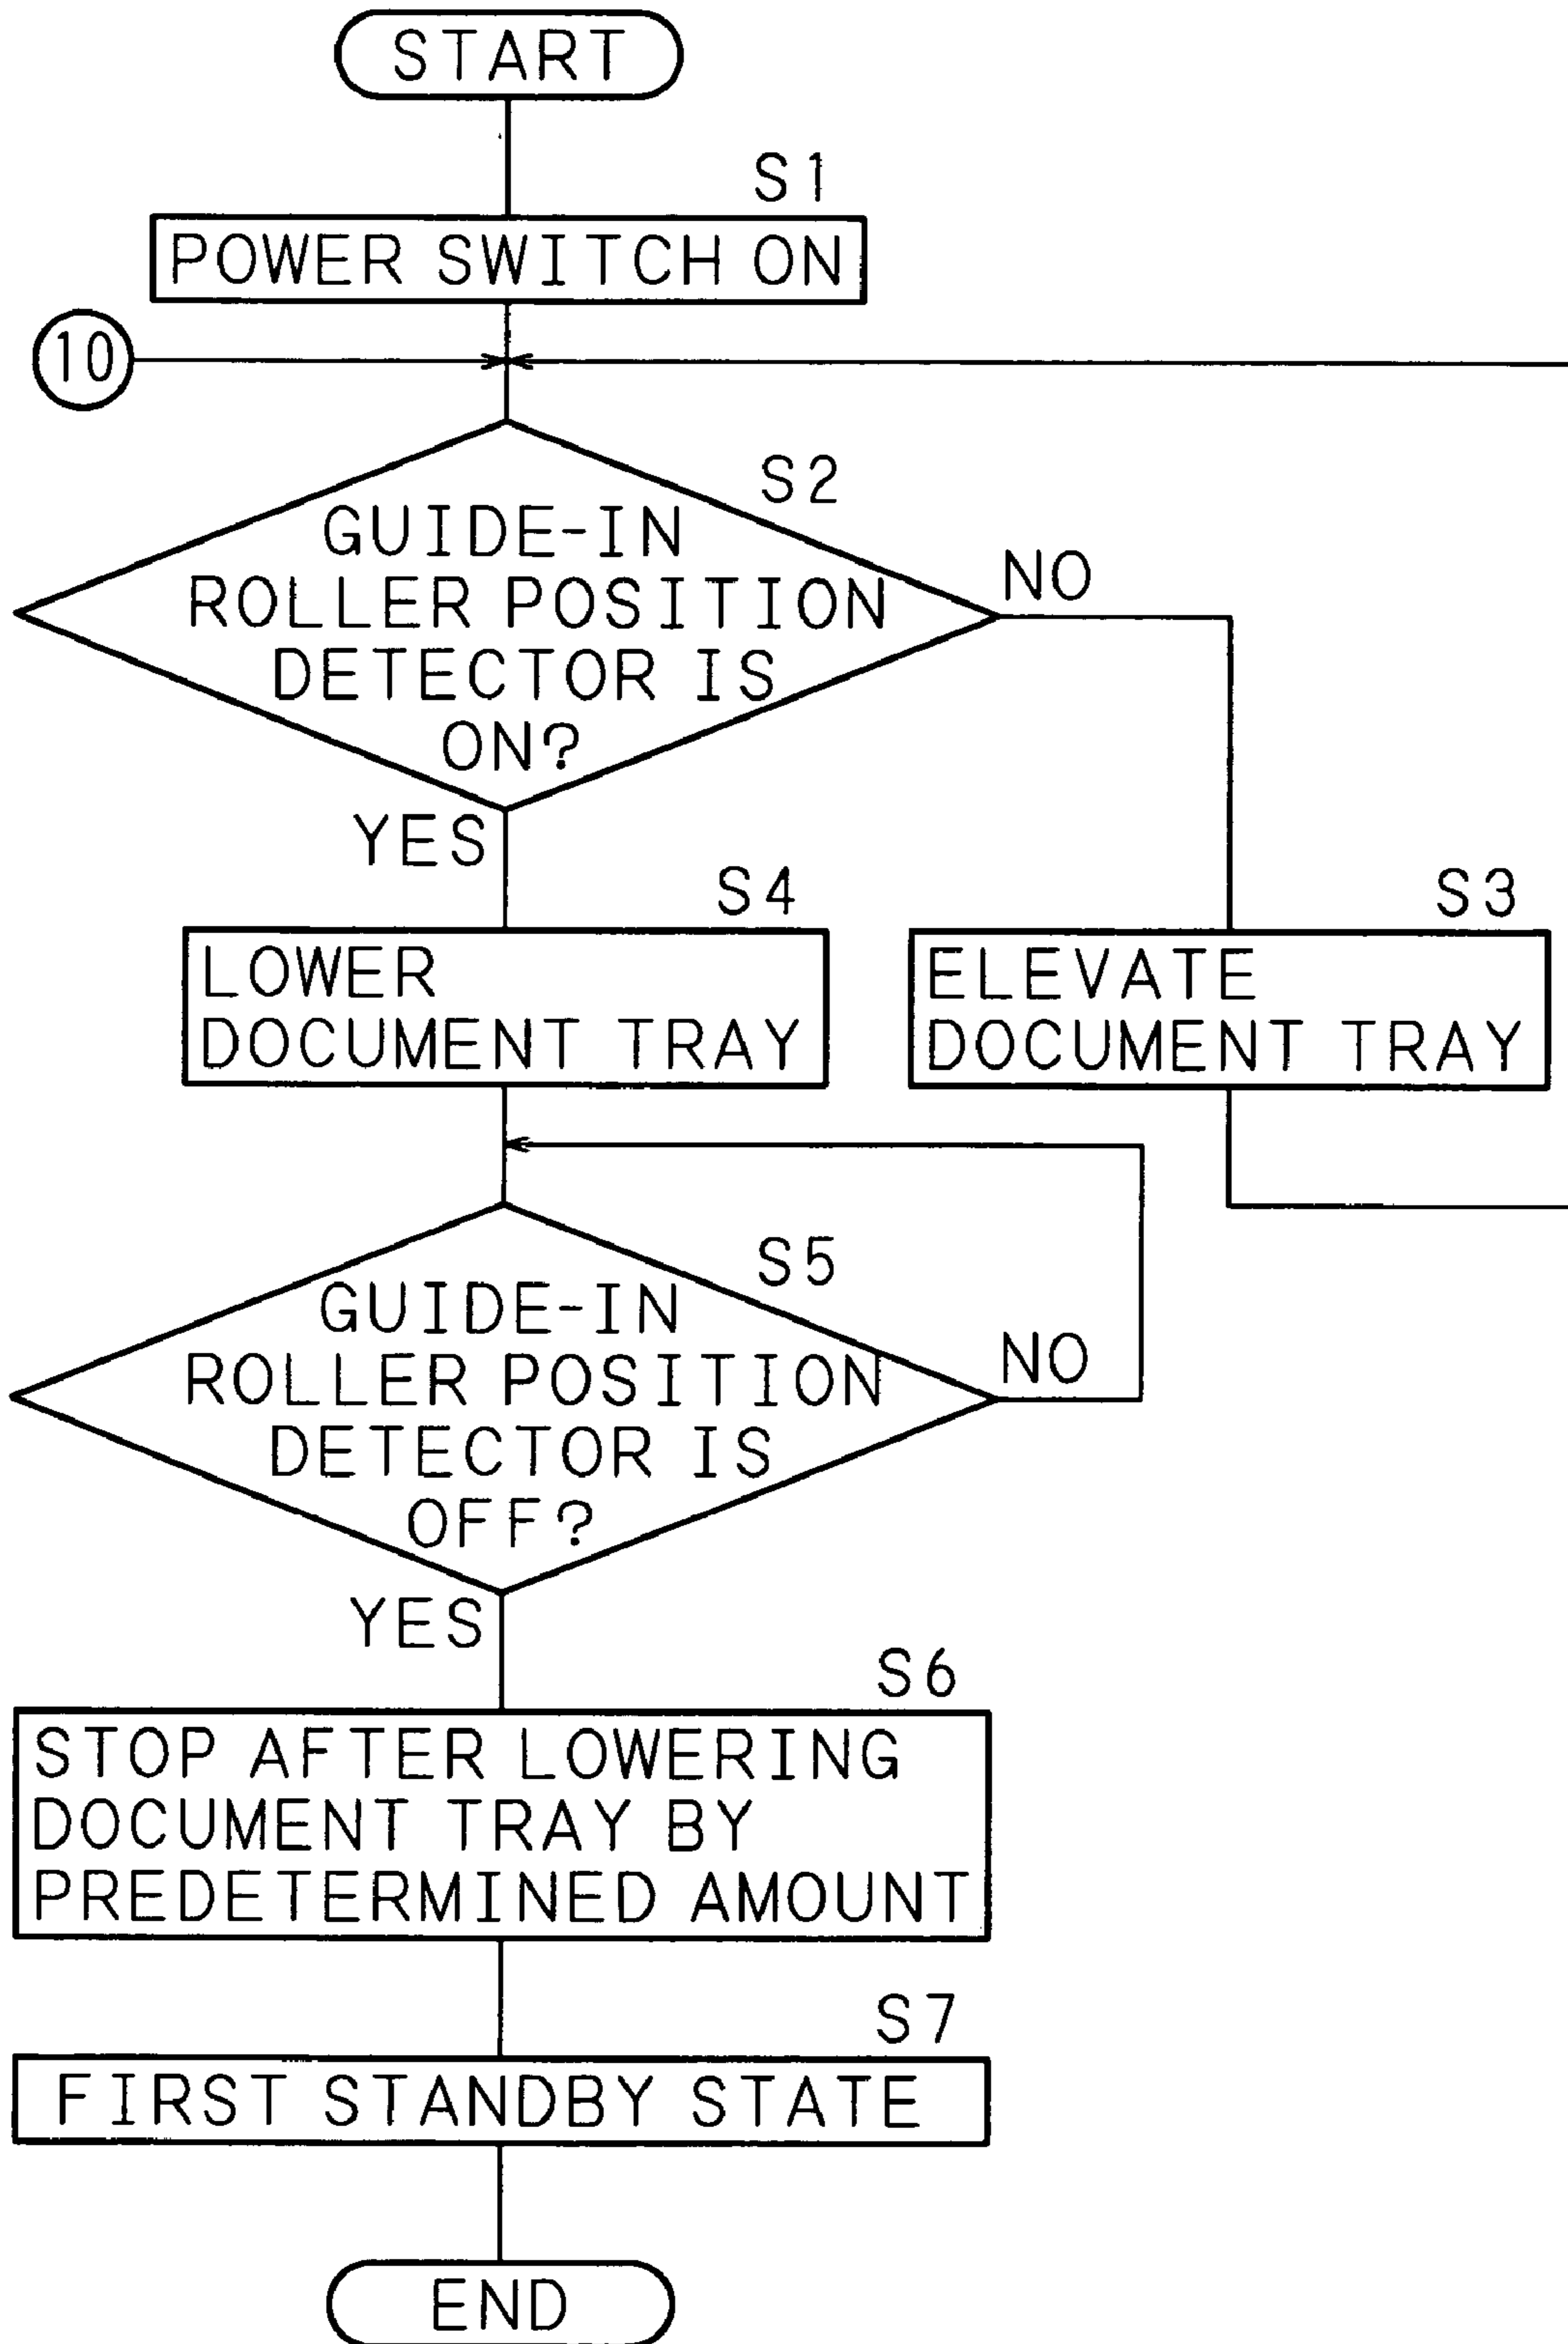 START
S1
POWER SWITCH ON
10
S2
GUIDE-IN
ROLLER POSITION
DETECTOR IS
ON?
NO
YES
S4
LOWER
DOCUMENT TRAY
S3
ELEVATE
DOCUMENT TRAY
S5
GUIDE-IN
ROLLER POSITION
DETECTOR IS
OFF?
NO
YES
S6
STOP AFTER LOWERING
DOCUMENT TRAY BY
PREDETERMINED AMOUNT
S7
FIRST STANDBY STATE
END